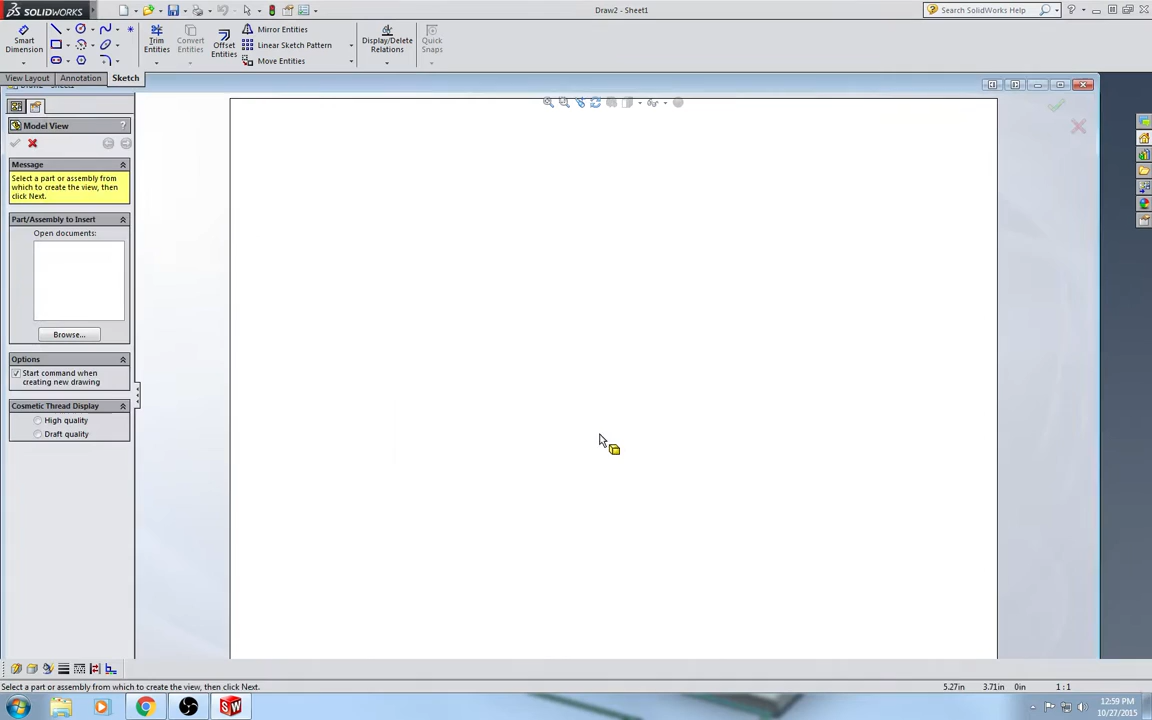 SOLIDWORKS
Draw2 - Sheet1
Search SolidWorks Help
Smart Dimension
Trim Entities
Convert Entities
Offset Entities
Mirror Entities
Linear Sketch Pattern
Move Entities
Display/Delete Relations
Quick Snaps
View Layout
Annotation
Sketch
Model View
?
Message
Select a part or assembly from
which to create the view, then
click Next.
Part/Assembly to Insert
Open documents:
Browse...
Options
Start command when
creating new drawing
Cosmetic Thread Display
High quality
Draft quality
Select a part or assembly from which to create the view, then click Next.
5.27in
3.71in
0in
1 : 1
12:59 PM
10/27/2015